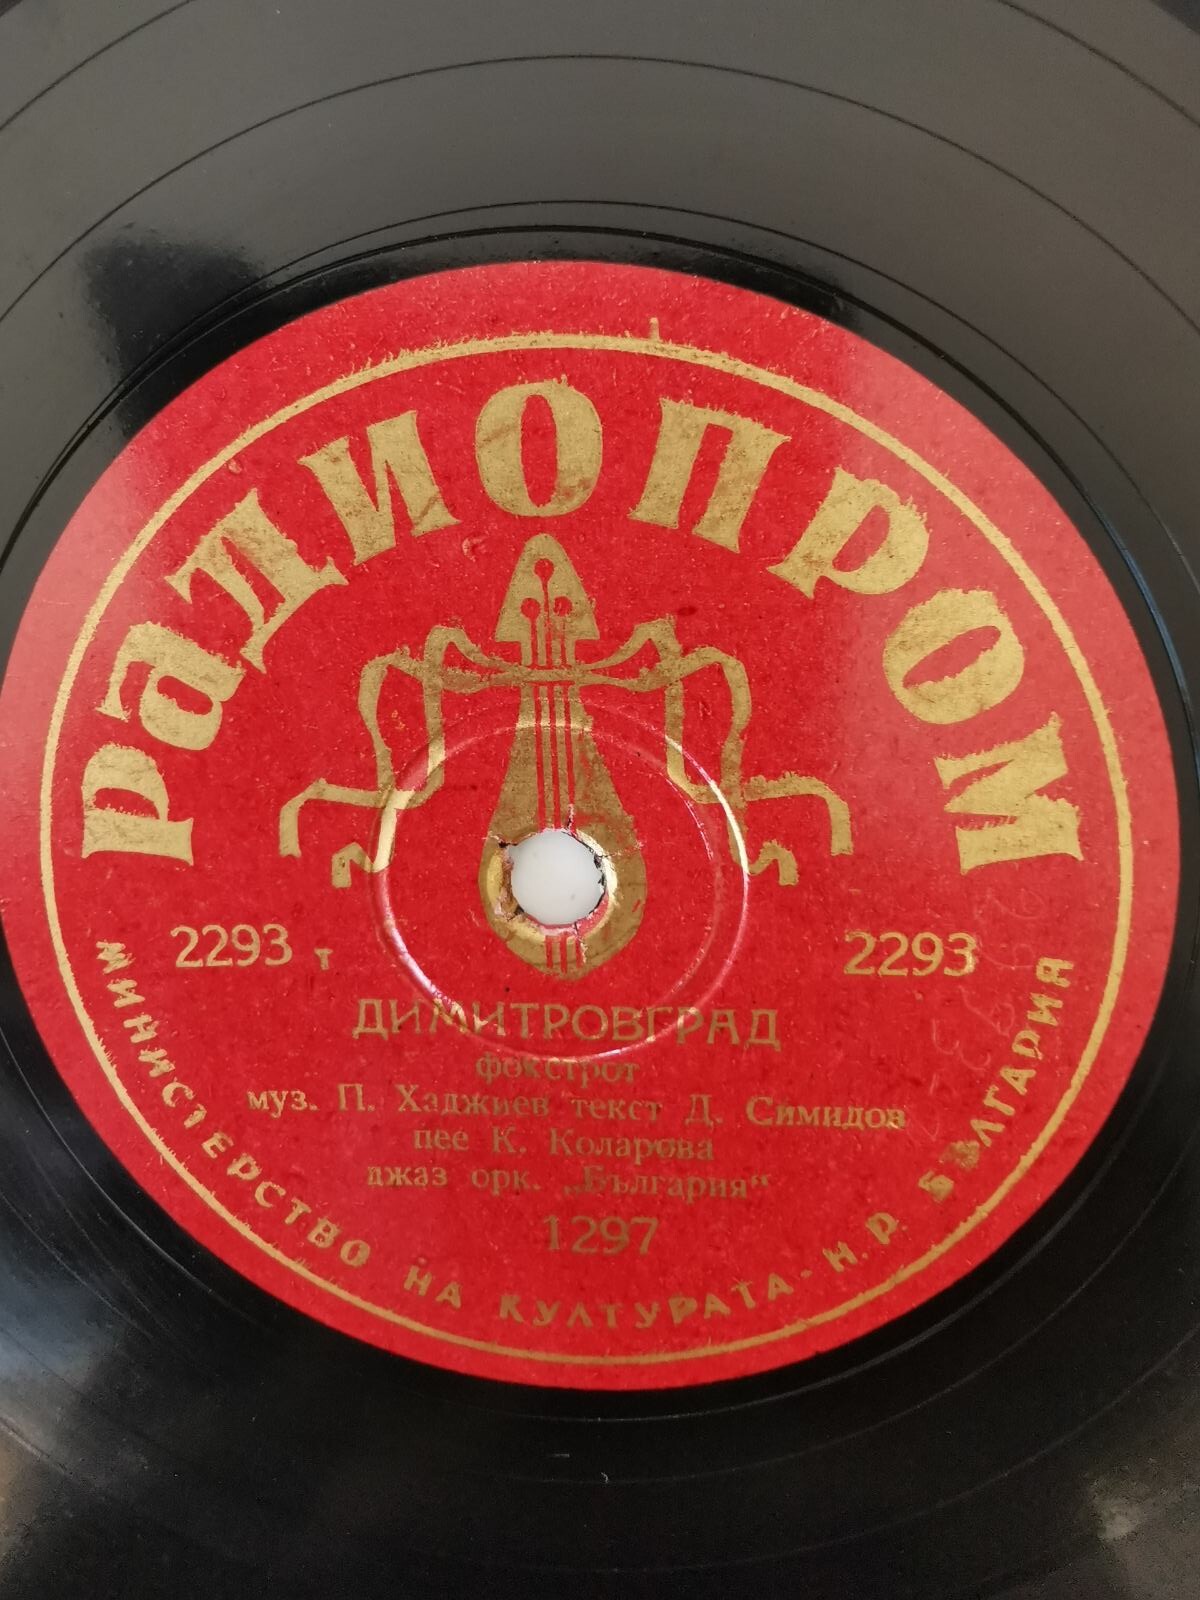 РАДИОПРОМ
2293 т 2293
ДИМИТРОВГРАД
фокстрот
муз. П. Хаджиев текст Д. Симидов
пее К. Коларова
джаз орк. „България“
1297
МИНИСТЕРСТВО НА КУЛТУРАТА - Н. Р. БЪЛГАРИЯ